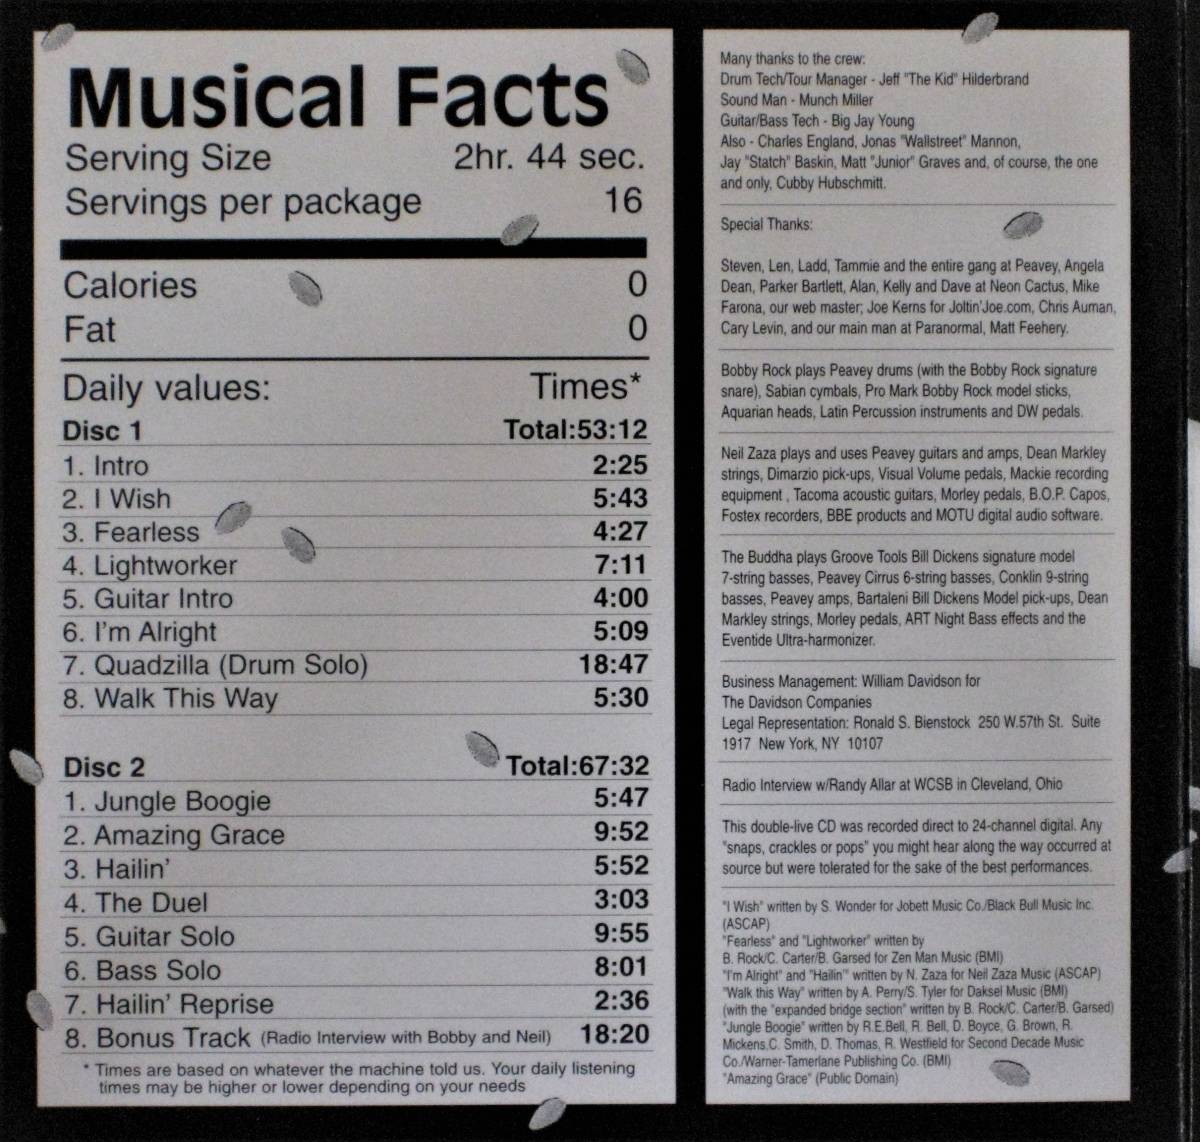 Musical Facts
Serving Size 2hr. 44 sec.
Servings per package 16
Calories 0
Fat 0
Daily values: Times*
Disc 1 Total:53:12
1. Intro 2:25
2. I Wish 5:43
3. Fearless 4:27
4. Lightworker 7:11
5. Guitar Intro 4:00
6. I'm Alright 5:09
7. Quadzilla (Drum Solo) 18:47
8. Walk This Way 5:30
Disc 2 Total:67:32
1. Jungle Boogie 5:47
2. Amazing Grace 9:52
3. Hailin' 5:52
4. The Duel 3:03
5. Guitar Solo 9:55
6. Bass Solo 8:01
7. Hailin' Reprise 2:36
8. Bonus Track (Radio Interview with Bobby and Neil) 18:20
* Times are based on whatever the machine told us. Your daily listening
times may be higher or lower depending on your needs
Many thanks to the crew:
Drum Tech/Tour Manager - Jeff "The Kid" Hilderbrand
Sound Man - Munch Miller
Guitar/Bass Tech - Big Jay Young
Also - Charles England, Jonas "Wallstreet" Mannon,
Jay "Statch" Baskin, Matt "Junior" Graves and, of course, the one
and only, Cubby Hubschmitt.
Special Thanks:
Steven, Len, Ladd, Tammie and the entire gang at Peavey, Angela
Dean, Parker Bartlett, Alan, Kelly and Dave at Neon Cactus, Mike
Farona, our web master; Joe Kerns for Joltin'Joe.com, Chris Auman,
Cary Levin, and our main man at Paranormal, Matt Feehery.
Bobby Rock plays Peavey drums (with the Bobby Rock signature
snare), Sabian cymbals, Pro Mark Bobby Rock model sticks,
Aquarian heads, Latin Percussion instruments and DW pedals.
Neil Zaza plays and uses Peavey guitars and amps, Dean Markley
strings, Dimarzio pick-ups, Visual Volume pedals, Mackie recording
equipment , Tacoma acoustic guitars, Morley pedals, B.O.P. Capos,
Fostex recorders, BBE products and MOTU digital audio software.
The Buddha plays Groove Tools Bill Dickens signature model
7-string basses, Peavey Cirrus 6-string basses, Conklin 9-string
basses, Peavey amps, Bartaleni Bill Dickens Model pick-ups, Dean
Markley strings, Morley pedals, ART Night Bass effects and the
Eventide Ultra-harmonizer.
Business Management: William Davidson for
The Davidson Companies
Legal Representation: Ronald S. Bienstock 250 W.57th St. Suite
1917 New York, NY 10107
Radio Interview w/Randy Allar at WCSB in Cleveland, Ohio
This double-live CD was recorded direct to 24-channel digital. Any
"snaps, crackles or pops" you might hear along the way occurred at
source but were tolerated for the sake of the best performances.
"I Wish" written by S. Wonder for Jobett Music Co./Black Bull Music Inc.
(ASCAP)
"Fearless" and "Lightworker" written by
B. Rock/C. Carter/B. Garsed for Zen Man Music (BMI)
"I'm Alright" and "Hailin'" written by N. Zaza for Neil Zaza Music (ASCAP)
"Walk this Way" written by A. Perry/S. Tyler for Daksel Music (BMI)
(with the "expanded bridge section" written by B. Rock/C. Carter/B. Garsed)
"Jungle Boogie" written by R.E.Bell, R. Bell, D. Boyce, G. Brown, R.
Mickens,C. Smith, D. Thomas, R. Westfield for Second Decade Music
Co./Warner-Tamerlane Publishing Co. (BMI)
"Amazing Grace" (Public Domain)